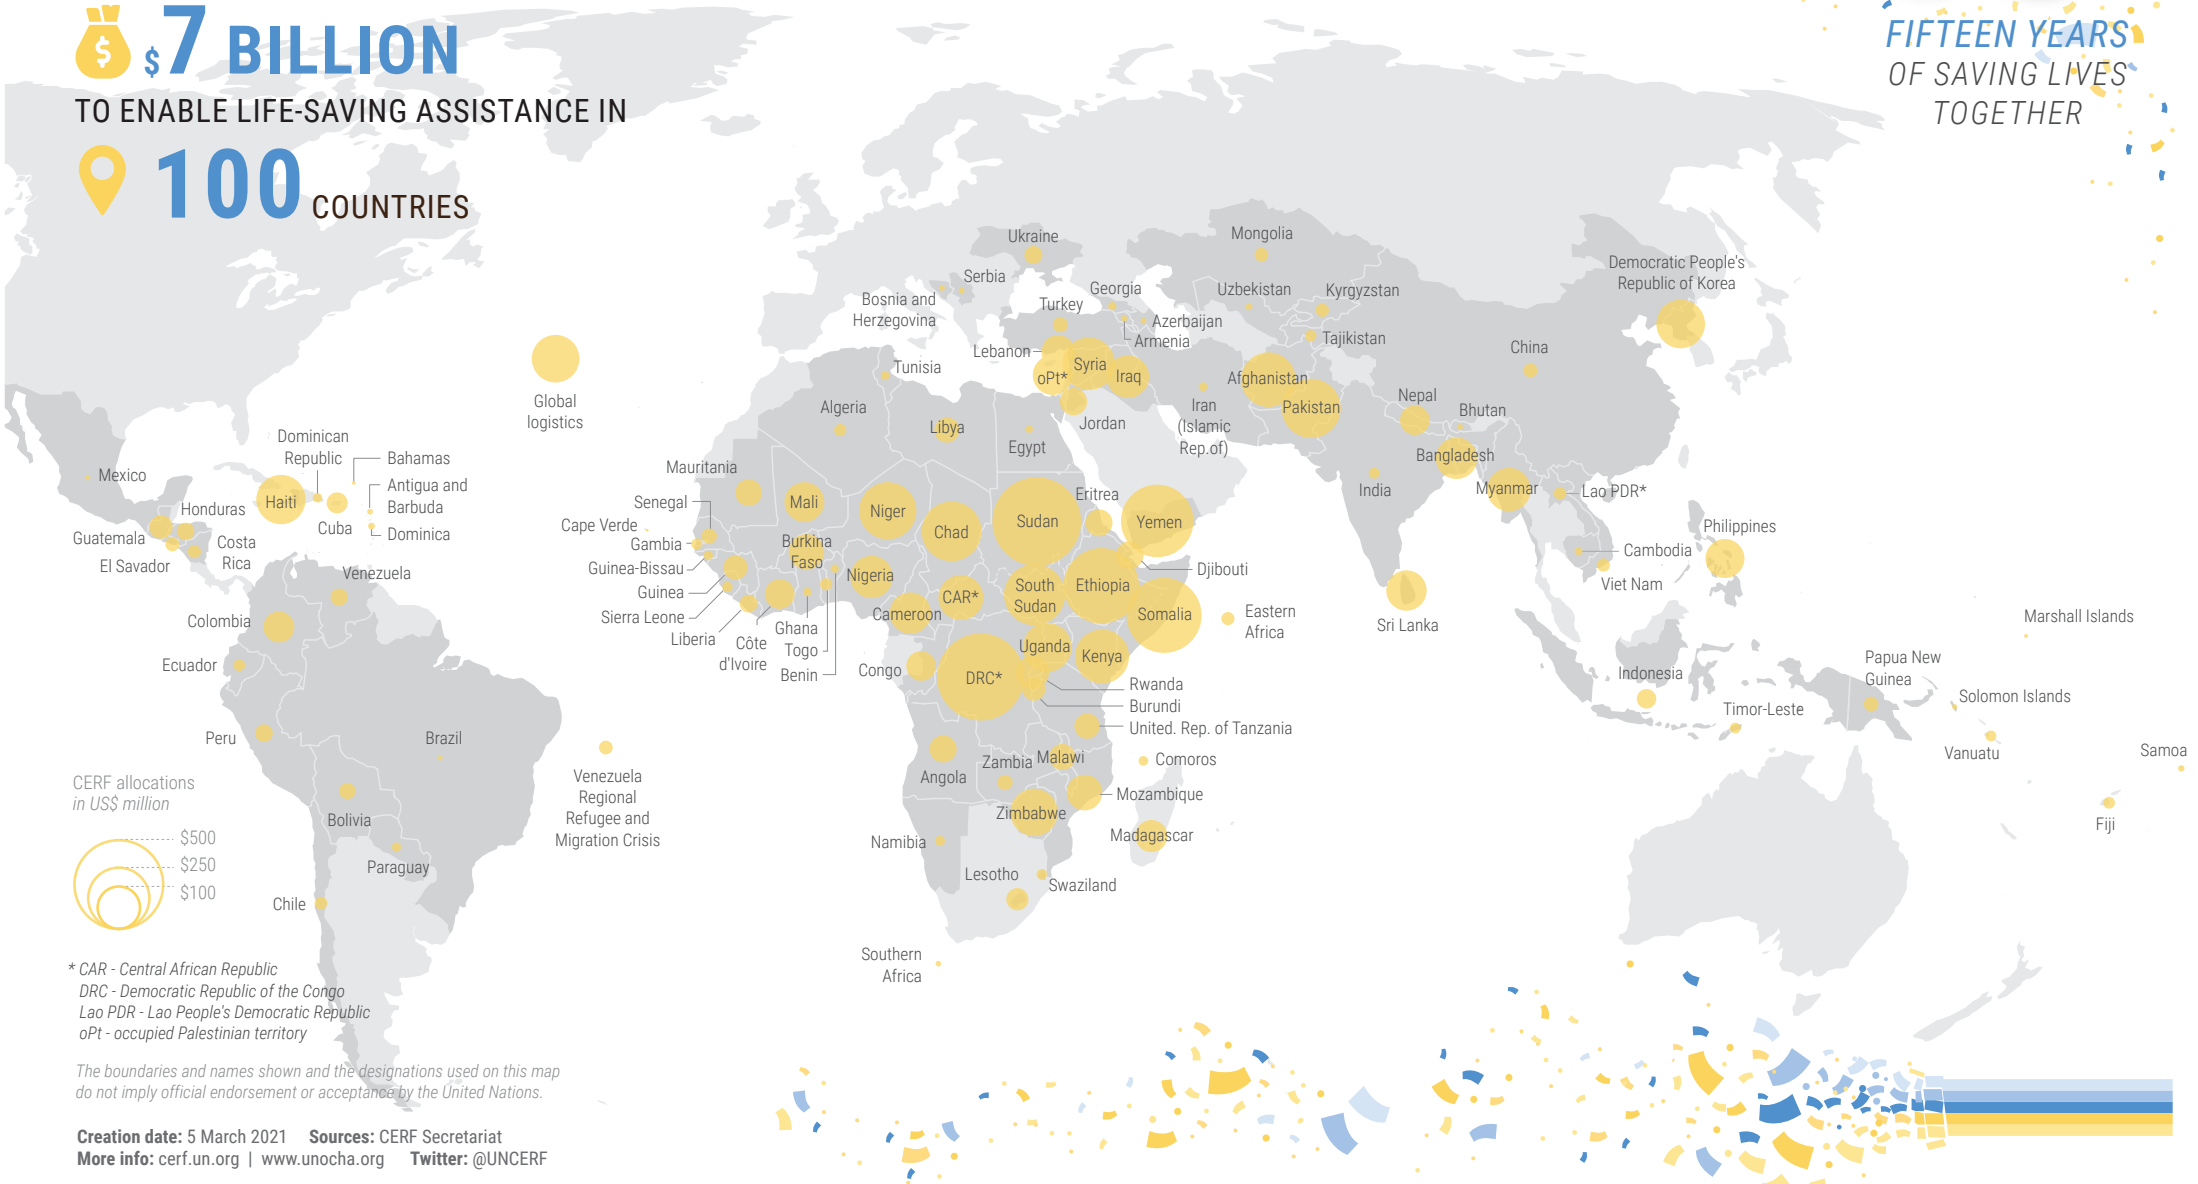 $7 BILLION
TO ENABLE LIFE-SAVING ASSISTANCE IN
100 COUNTRIES
FIFTEEN YEARS
OF SAVING LIVES
TOGETHER
Ukraine
Mongolia
Serbia
Bosnia and
Herzegovina
Georgia
Turkey
Uzbekistan
Kyrgyzstan
Democratic People's
Republic of Korea
Azerbaijan
Armenia
Tajikistan
Lebanon
Tunisia
oPt*
Syria
Iraq
Afghanistan
Pakistan
China
Global
logistics
Algeria
Libya
Egypt
Jordan
Iran
(Islamic
Rep.of)
Nepal
Bhutan
Bangladesh
Dominican
Republic
Bahamas
Mexico
Antigua and
Barbuda
Haiti
Cuba
Dominica
Honduras
Guatemala
El Savador
Costa
Rica
Venezuela
Mauritania
Senegal
Cape Verde
Gambia
Guinea-Bissau
Guinea
Sierra Leone
Liberia
Côte
d'Ivoire
Ghana
Togo
Benin
Mali
Burkina
Faso
Niger
Nigeria
Chad
Sudan
Eritrea
Yemen
India
Myanmar
Lao PDR*
Philippines
Cambodia
Viet Nam
Sri Lanka
Djibouti
Cameroon
CAR*
South
Sudan
Ethiopia
Somalia
Eastern
Africa
Colombia
Ecuador
Peru
Brazil
Congo
DRC*
Uganda
Kenya
Rwanda
Burundi
United. Rep. of Tanzania
Indonesia
Timor-Leste
Papua New
Guinea
Marshall Islands
Solomon Islands
Vanuatu
Samoa
Fiji
Venezuela
Regional
Refugee and
Migration Crisis
Angola
Zambia
Malawi
Comoros
Mozambique
Zimbabwe
Madagascar
Namibia
Lesotho
Swaziland
Southern
Africa
Bolivia
Paraguay
Chile
CERF allocations
in US$ million
$500
$250
$100
* CAR - Central African Republic
DRC - Democratic Republic of the Congo
Lao PDR - Lao People's Democratic Republic
oPt - occupied Palestinian territory
The boundaries and names shown and the designations used on this map
do not imply official endorsement or acceptance by the United Nations.
Creation date: 5 March 2021 Sources: CERF Secretariat
More info: cerf.un.org | www.unocha.org Twitter: @UNCERF